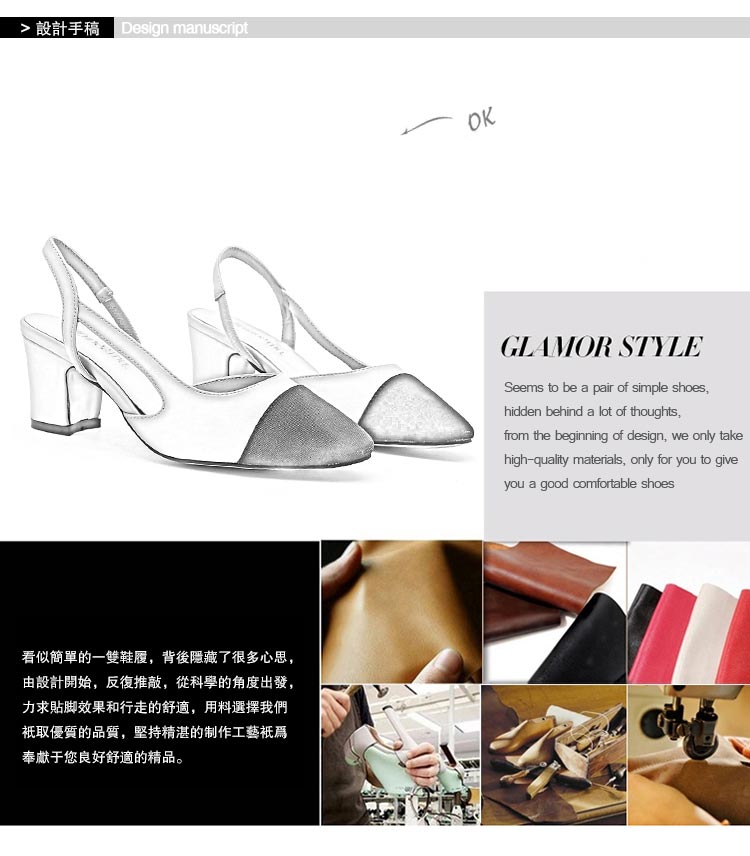 > 設計手稿 Design manuscript
OK
GLAMOR STYLE
Seems to be a pair of simple shoes,
hidden behind a lot of thoughts,
from the beginning of design, we only take
high-quality materials, only for you to give
you a good comfortable shoes
看似簡單的一雙鞋履，背後隱藏了很多心思，
由設計開始，反復推敲，從科學的角度出發，
力求貼脚效果和行走的舒適，用料選擇我們
衹取優質的品質，堅持精湛的制作工藝衹爲
奉獻于您良好舒適的精品。